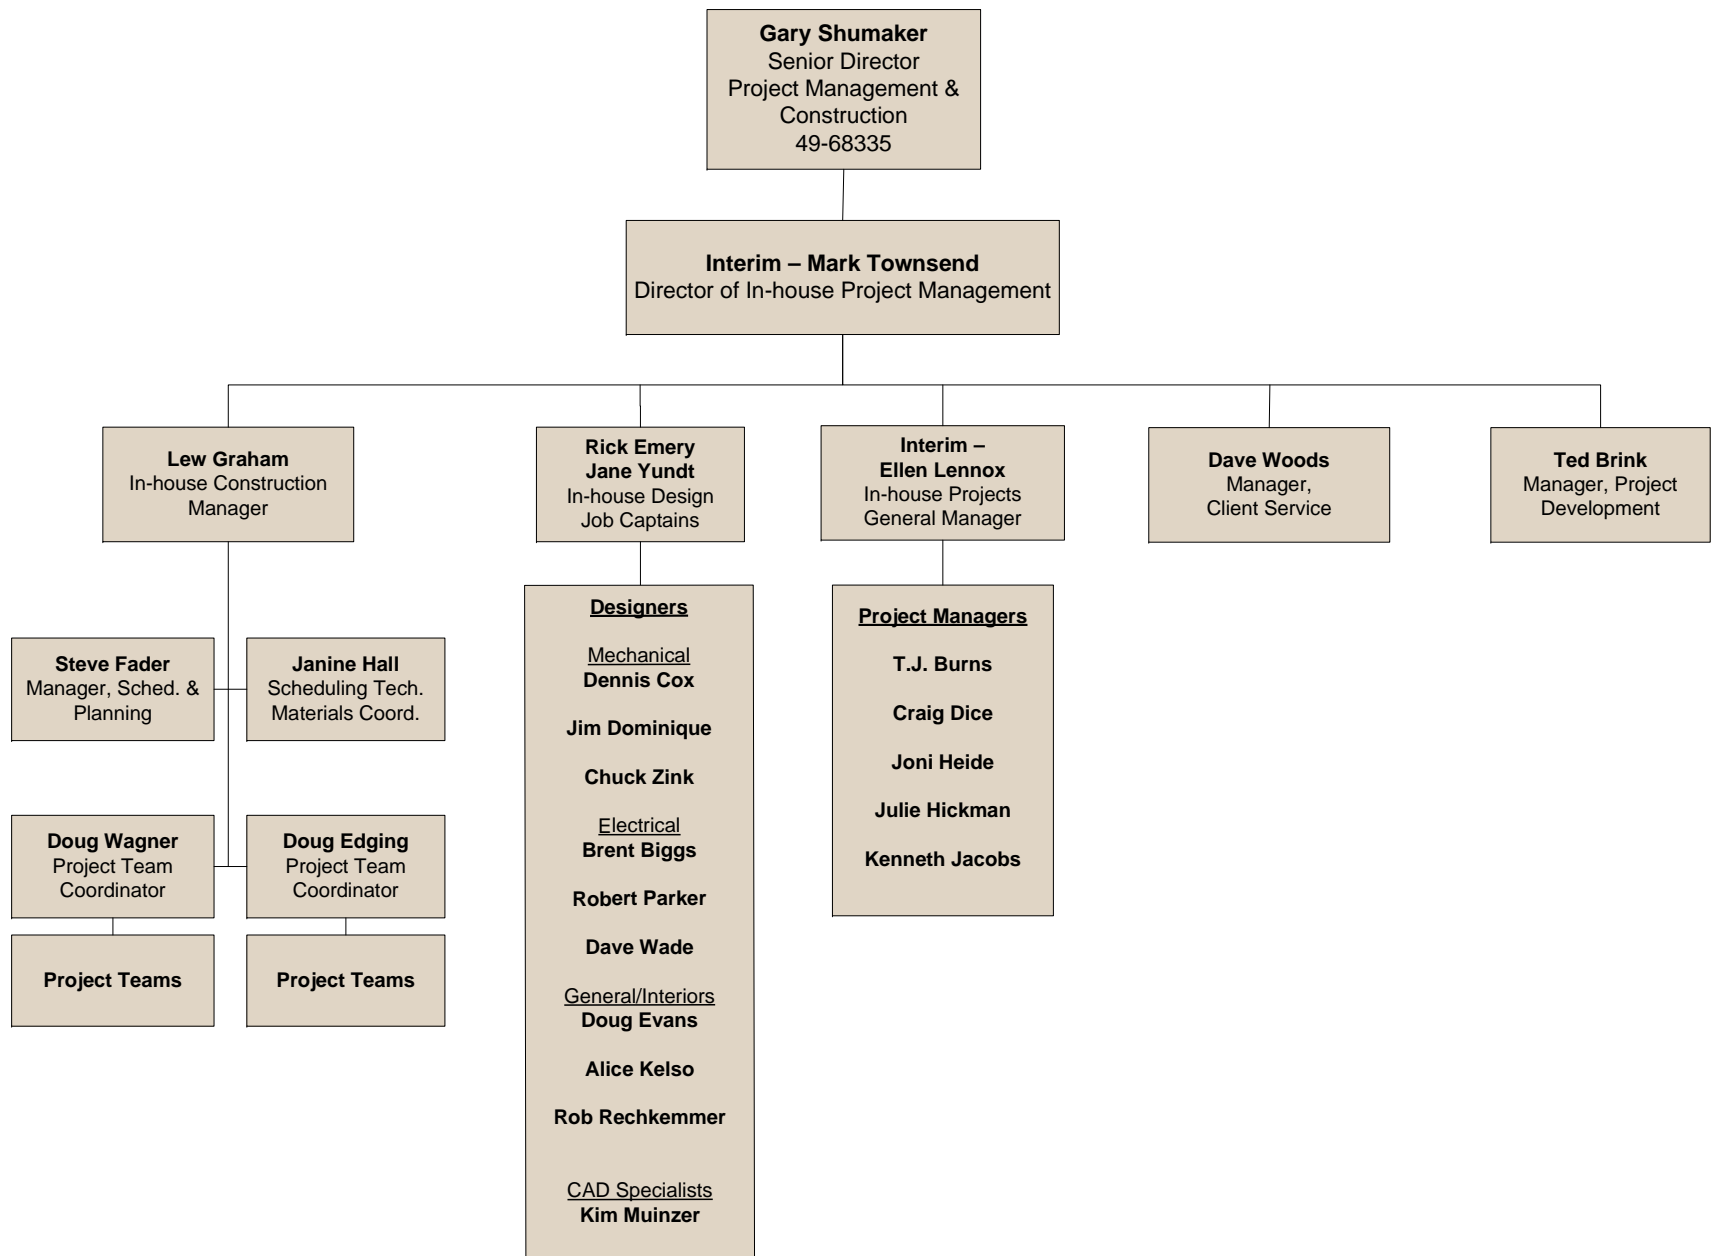 Gary Shumaker
Senior Director
Project Management &
Construction
49-68335
Interim – Mark Townsend
Director of In-house Project Management
Lew Graham
In-house Construction
Manager
Rick Emery
Jane Yundt
In-house Design
Job Captains
Interim –
Ellen Lennox
In-house Projects
General Manager
Dave Woods
Manager,
Client Service
Ted Brink
Manager, Project
Development
Steve Fader
Manager, Sched. &
Planning
Janine Hall
Scheduling Tech.
Materials Coord.
Doug Wagner
Project Team
Coordinator
Doug Edging
Project Team
Coordinator
Project Teams
Project Teams
Designers
Mechanical
Dennis Cox
Jim Dominique
Chuck Zink
Electrical
Brent Biggs
Robert Parker
Dave Wade
General/Interiors
Doug Evans
Alice Kelso
Rob Rechkemmer
CAD Specialists
Kim Muinzer
Project Managers
T.J. Burns
Craig Dice
Joni Heide
Julie Hickman
Kenneth Jacobs